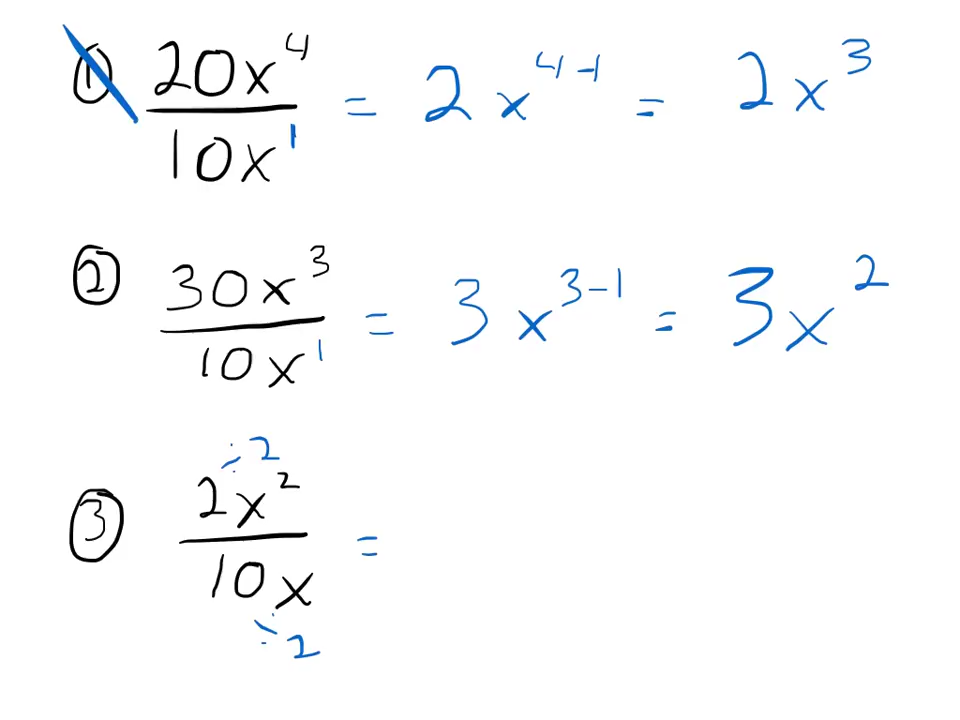 ① 20x⁴ / 10x¹ = 2x⁴⁻¹ = 2x³
② 30x³ / 10x¹ = 3x³⁻¹ = 3x²
÷2
③ 2x² / 10x =
÷2